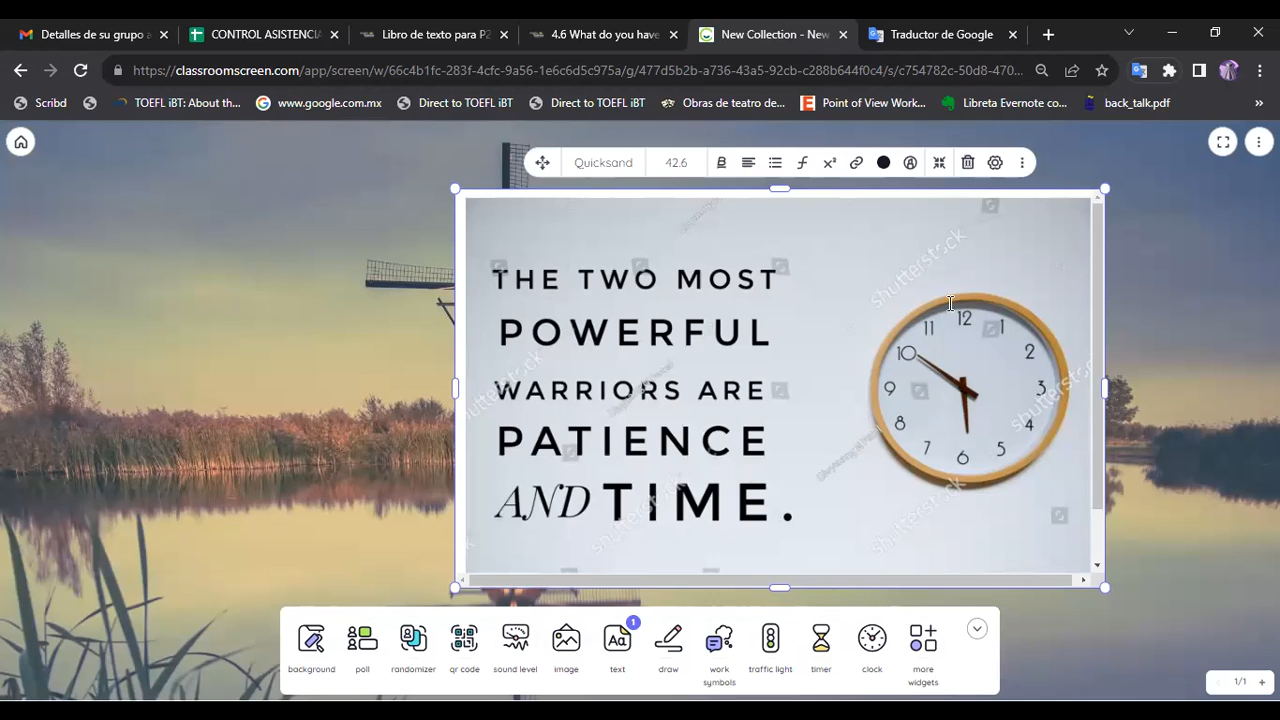 Detalles de su grupo a
CONTROL ASISTENCIA
Libro de texto para P2
4.6 What do you have
New Collection - New
Traductor de Google
https://classroomscreen.com/app/screen/w/66c4b1fc-283f-4cfc-9a56-1e6c6d5c975a/g/477d5b2b-a736-43a5-92cb-c288b644f0c4/s/c754782c-50d8-470...
Scribd
TOEFL iBT: About th...
www.google.com.mx
Direct to TOEFL iBT
Direct to TOEFL iBT
Obras de teatro de...
Point of View Work...
Libreta Evernote co...
back_talk.pdf
»
Quicksand 42.6
THE TWO MOST
POWERFUL
WARRIORS ARE
PATIENCE
AND TIME.
shutterstock
shutterstock
shutterstock
shutterstock
12
11 1
10 2
9 3
8 4
7 5
6
1
background
poll
randomizer
qr code
sound level
image
text
draw
work
symbols
traffic light
timer
clock
more
widgets
1/1